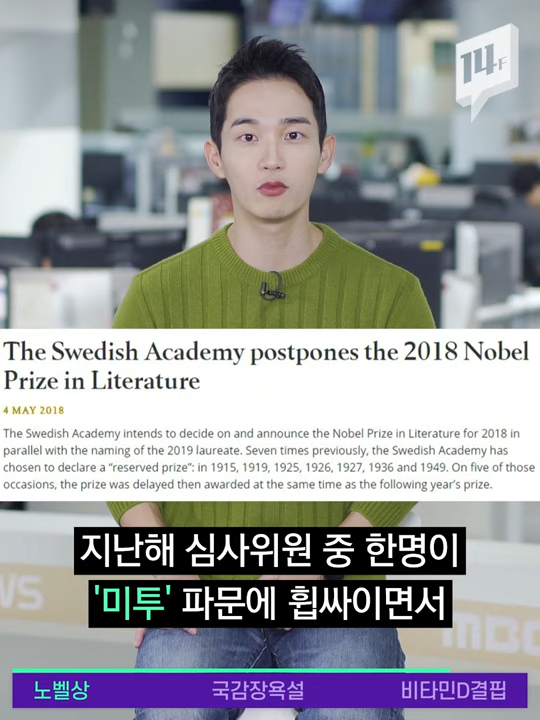 14F
The Swedish Academy postpones the 2018 Nobel
Prize in Literature
4 MAY 2018
The Swedish Academy intends to decide on and announce the Nobel Prize in Literature for 2018 in
parallel with the naming of the 2019 laureate. Seven times previously, the Swedish Academy has
chosen to declare a “reserved prize”: in 1915, 1919, 1925, 1926, 1927, 1936 and 1949. On five of those
occasions, the prize was delayed then awarded at the same time as the following year’s prize.
지난해 심사위원 중 한명이
'미투' 파문에 휩싸이면서
WS
MBC
노벨상 국감장욕설 비타민D결핍